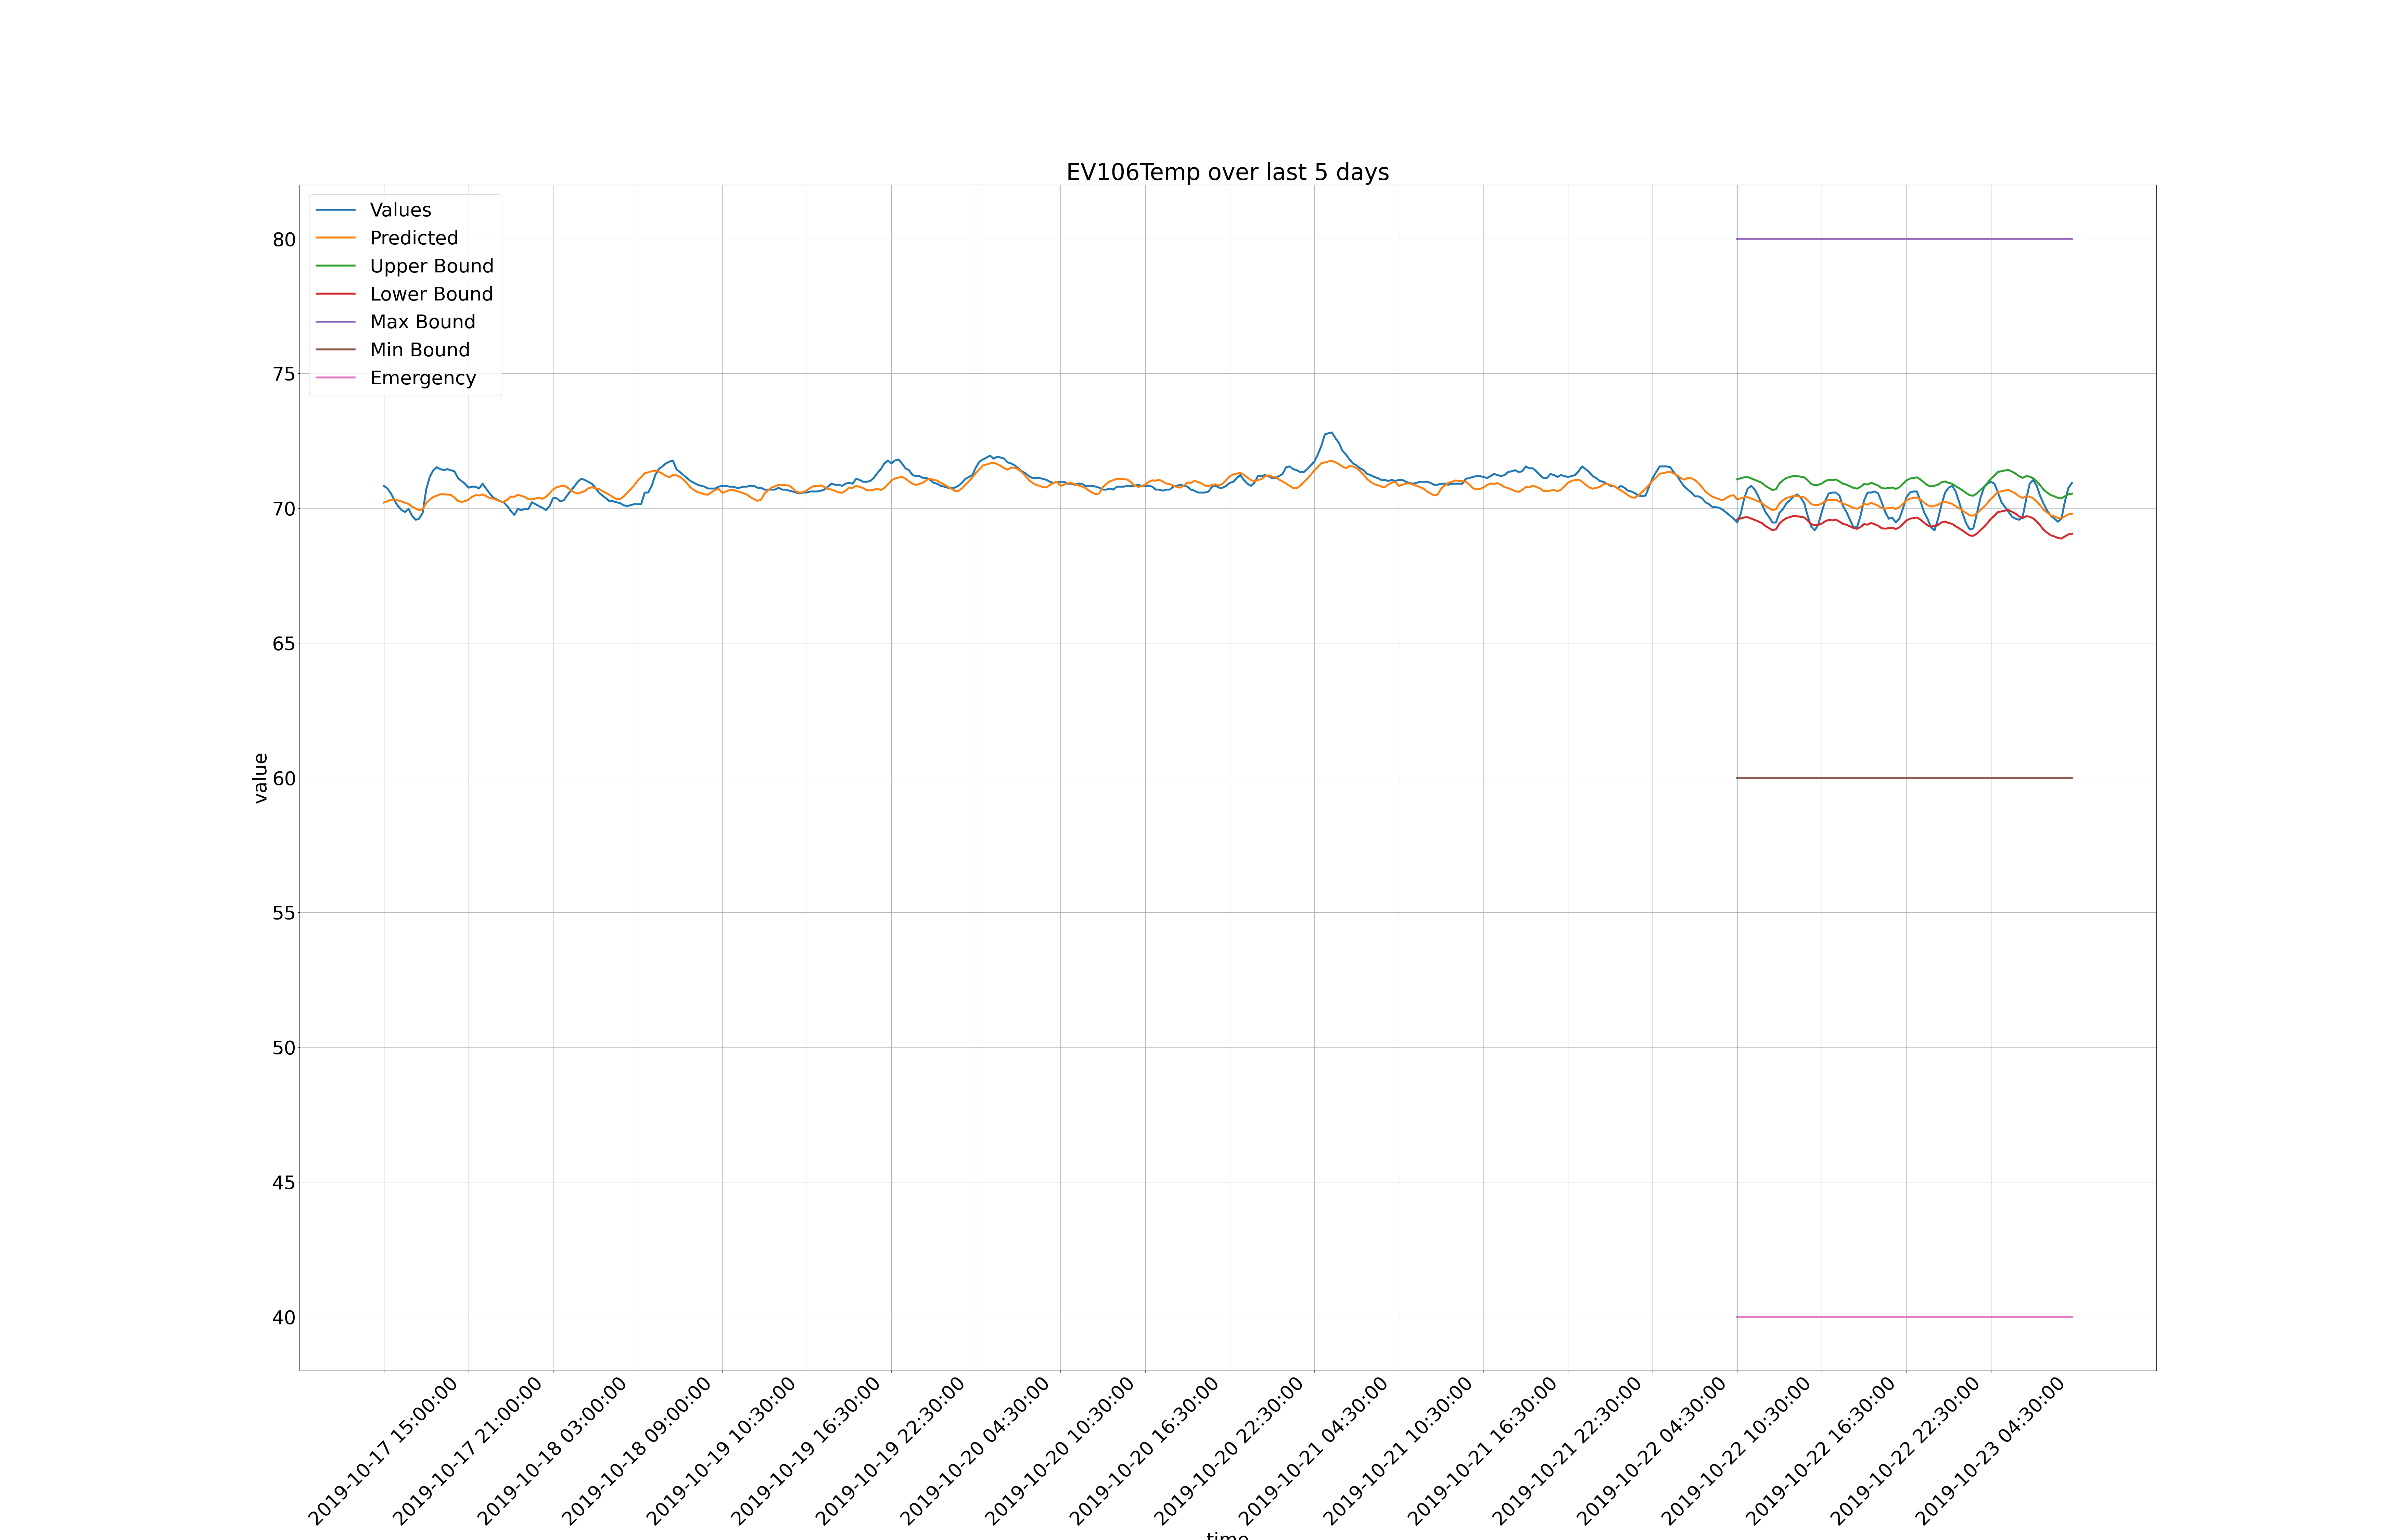 EV106Temp over last 5 days
Values
Predicted
Upper Bound
Lower Bound
Max Bound
Min Bound
Emergency
80
75
70
65
60
55
50
45
40
value
2019-10-17 15:00:00
2019-10-17 21:00:00
2019-10-18 03:00:00
2019-10-18 09:00:00
2019-10-19 10:30:00
2019-10-19 16:30:00
2019-10-19 22:30:00
2019-10-20 04:30:00
2019-10-20 10:30:00
2019-10-20 16:30:00
2019-10-20 22:30:00
2019-10-21 04:30:00
2019-10-21 10:30:00
2019-10-21 16:30:00
2019-10-21 22:30:00
2019-10-22 04:30:00
2019-10-22 10:30:00
2019-10-22 16:30:00
2019-10-22 22:30:00
2019-10-23 04:30:00
time